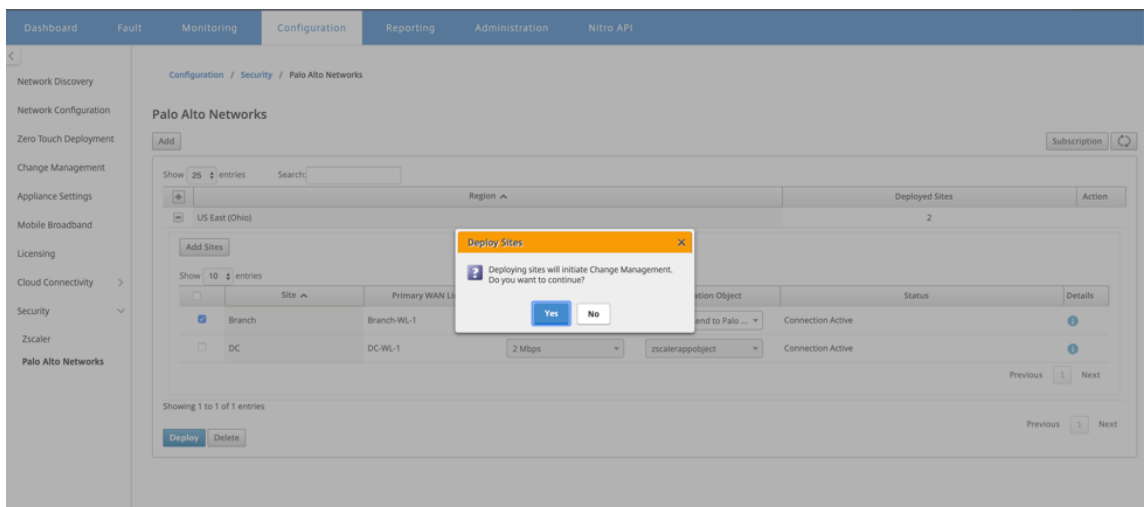 Dashboard Fault Monitoring Configuration Reporting Administration Nitro API
Configuration / Security / Palo Alto Networks
Network Discovery
Network Configuration
Zero Touch Deployment
Change Management
Appliance Settings
Mobile Broadband
Licensing
Cloud Connectivity
Security
Zscaler
Palo Alto Networks
Palo Alto Networks
Add
Subscription
Show 25 entries Search:
Region Deployed Sites Action
US East (Ohio) 2
Add Sites
Show 10 entries
Site Primary WAN Li ation Object Status Details
Branch Branch-WL-1 end to Palo ... Connection Active
DC DC-WL-1 2 Mbps zscalerappobject Connection Active
Previous 1 Next
Showing 1 to 1 of 1 entries
Previous 1 Next
Deploy Delete
Deploy Sites
Deploying sites will initiate Change Management.
Do you want to continue?
Yes No